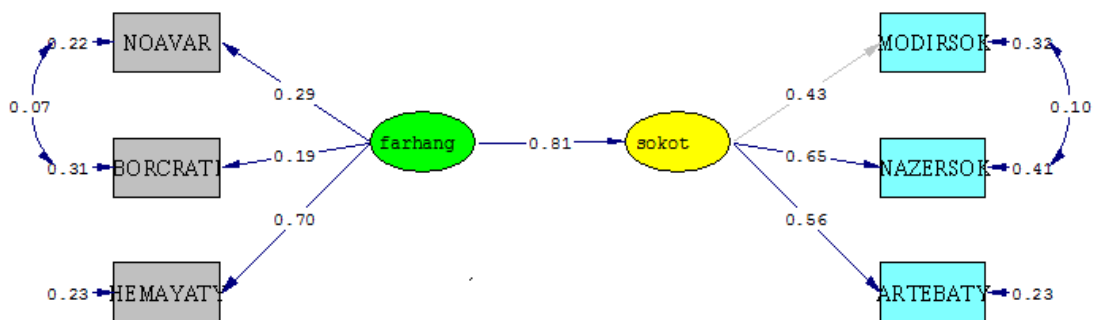 0.22 NOAVAR
0.07
0.31 BORCRATI
0.23 HEMAYATY
0.29
0.19
0.70
farhang
0.81
sokot
0.43
0.65
0.56
MODIRSOK 0.33
0.10
NAZERSOK 0.41
ARTEBATY 0.23